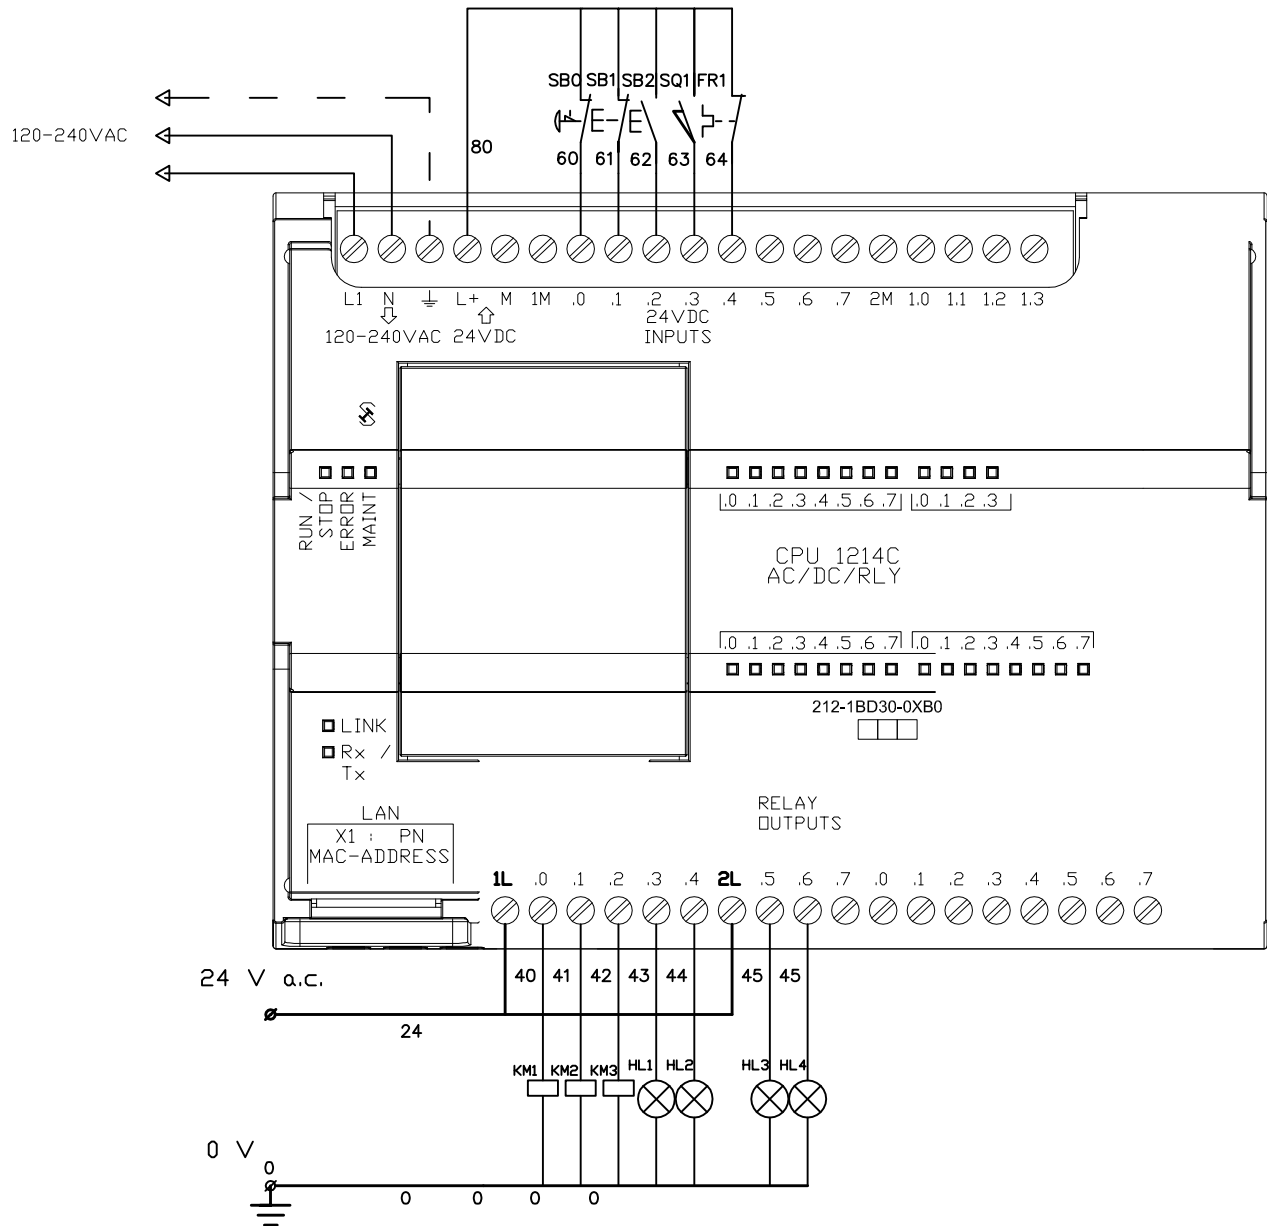 SB0 SB1 SB2 SQ1 FR1
120-240VAC
80 60 61 62 63 64
L1 N L+ M 1M .0 .1 .2 .3 .4 .5 .6 .7 2M 1.0 1.1 1.2 1.3
120-240VAC 24VDC
24VDC
INPUTS
RUN /
STOP
ERROR
MAINT
.0 .1 .2 .3 .4 .5 .6 .7 .0 .1 .2 .3
CPU 1214C
AC/DC/RLY
.0 .1 .2 .3 .4 .5 .6 .7 .0 .1 .2 .3 .4 .5 .6 .7
212-1BD30-0XB0
LINK
Rx /
Tx
RELAY
OUTPUTS
LAN
X1 : PN
MAC-ADDRESS
1L .0 .1 .2 .3 .4 2L .5 .6 .7 .0 .1 .2 .3 .4 .5 .6 .7
24 V a.c.
40 41 42 43 44 45 45
24
KM1 KM2 KM3 HL1 HL2 HL3 HL4
0 V
0
0 0 0 0